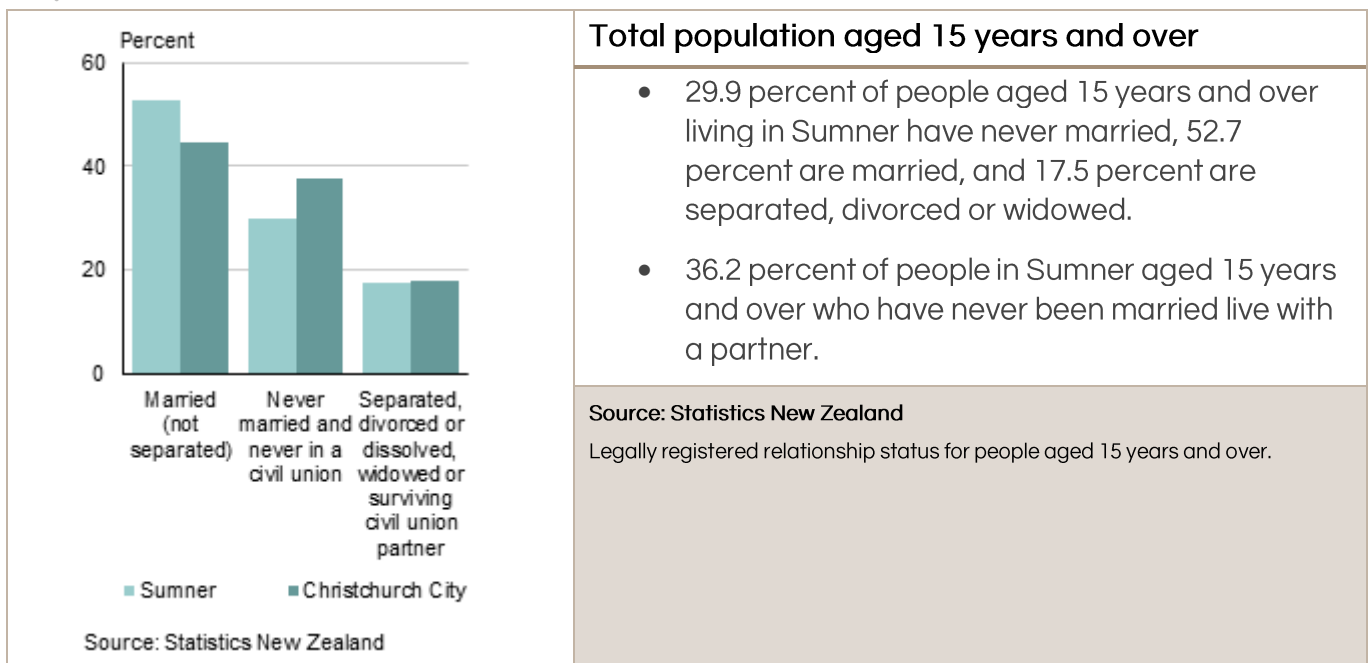 Percent
60
40
20
0
Married
(not
separated)
Never
married and
never in a
civil union
Separated,
divorced or
dissolved,
widowed or
surviving
civil union
partner
Sumner
Christchurch City
Source: Statistics New Zealand
Total population aged 15 years and over
• 29.9 percent of people aged 15 years and over
living in Sumner have never married, 52.7
percent are married, and 17.5 percent are
separated, divorced or widowed.
• 36.2 percent of people in Sumner aged 15 years
and over who have never been married live with
a partner.
Source: Statistics New Zealand
Legally registered relationship status for people aged 15 years and over.